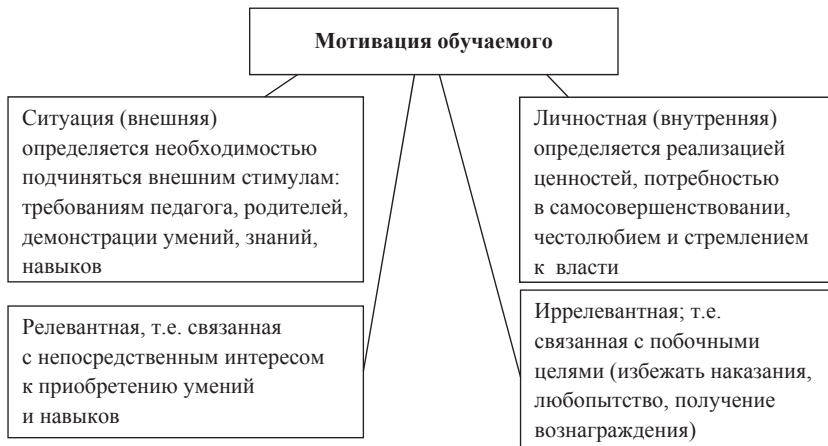 Мотивация обучаемого
Ситуация (внешняя)
определяется необходимостью
подчиняться внешним стимулам:
требованиям педагога, родителей,
демонстрации умений, знаний,
навыков
Личностная (внутренняя)
определяется реализацией
ценностей, потребностью
в самосовершенствовании,
честолюбием и стремлением
к власти
Релевантная, т.е. связанная
с непосредственным интересом
к приобретению умений
и навыков
Иррелевантная; т.е.
связанная с побочными
целями (избежать наказания,
любопытство, получение
вознаграждения)